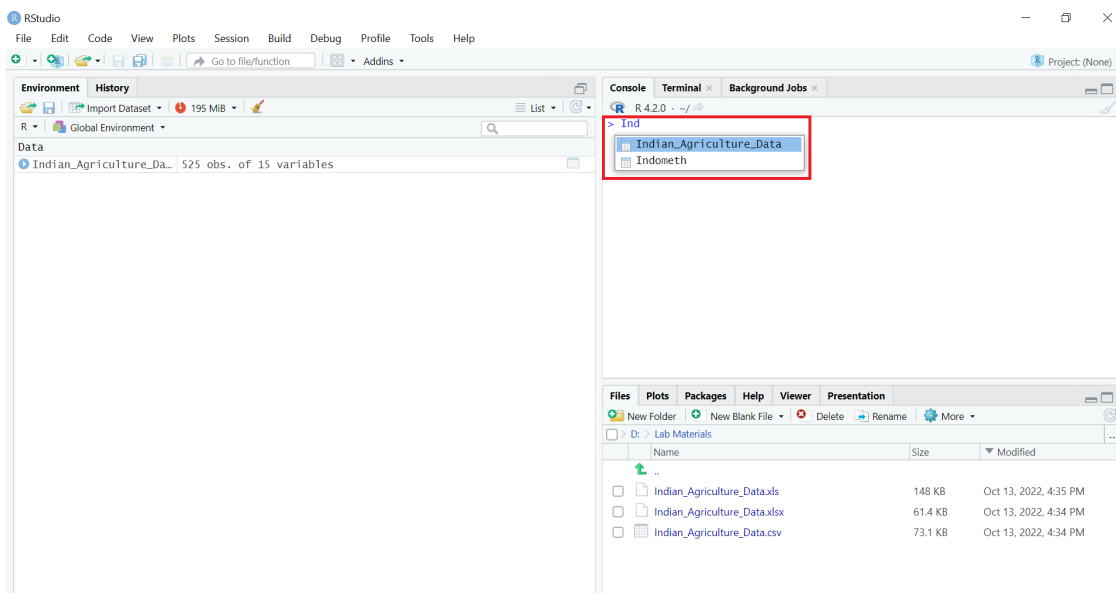 RStudio
File Edit Code View Plots Session Build Debug Profile Tools Help
Go to file/function Addins Project: (None)
Environment History
Import Dataset 195 MiB List
R Global Environment
Data
Indian_Agriculture_Da… 525 obs. of 15 variables
Console Terminal Background Jobs
R 4.2.0 · ~/
> Ind
Indian_Agriculture_Data
Indometh
Files Plots Packages Help Viewer Presentation
New Folder New Blank File Delete Rename More
D: > Lab Materials
Name Size Modified
..
Indian_Agriculture_Data.xls 148 KB Oct 13, 2022, 4:35 PM
Indian_Agriculture_Data.xlsx 61.4 KB Oct 13, 2022, 4:34 PM
Indian_Agriculture_Data.csv 73.1 KB Oct 13, 2022, 4:34 PM